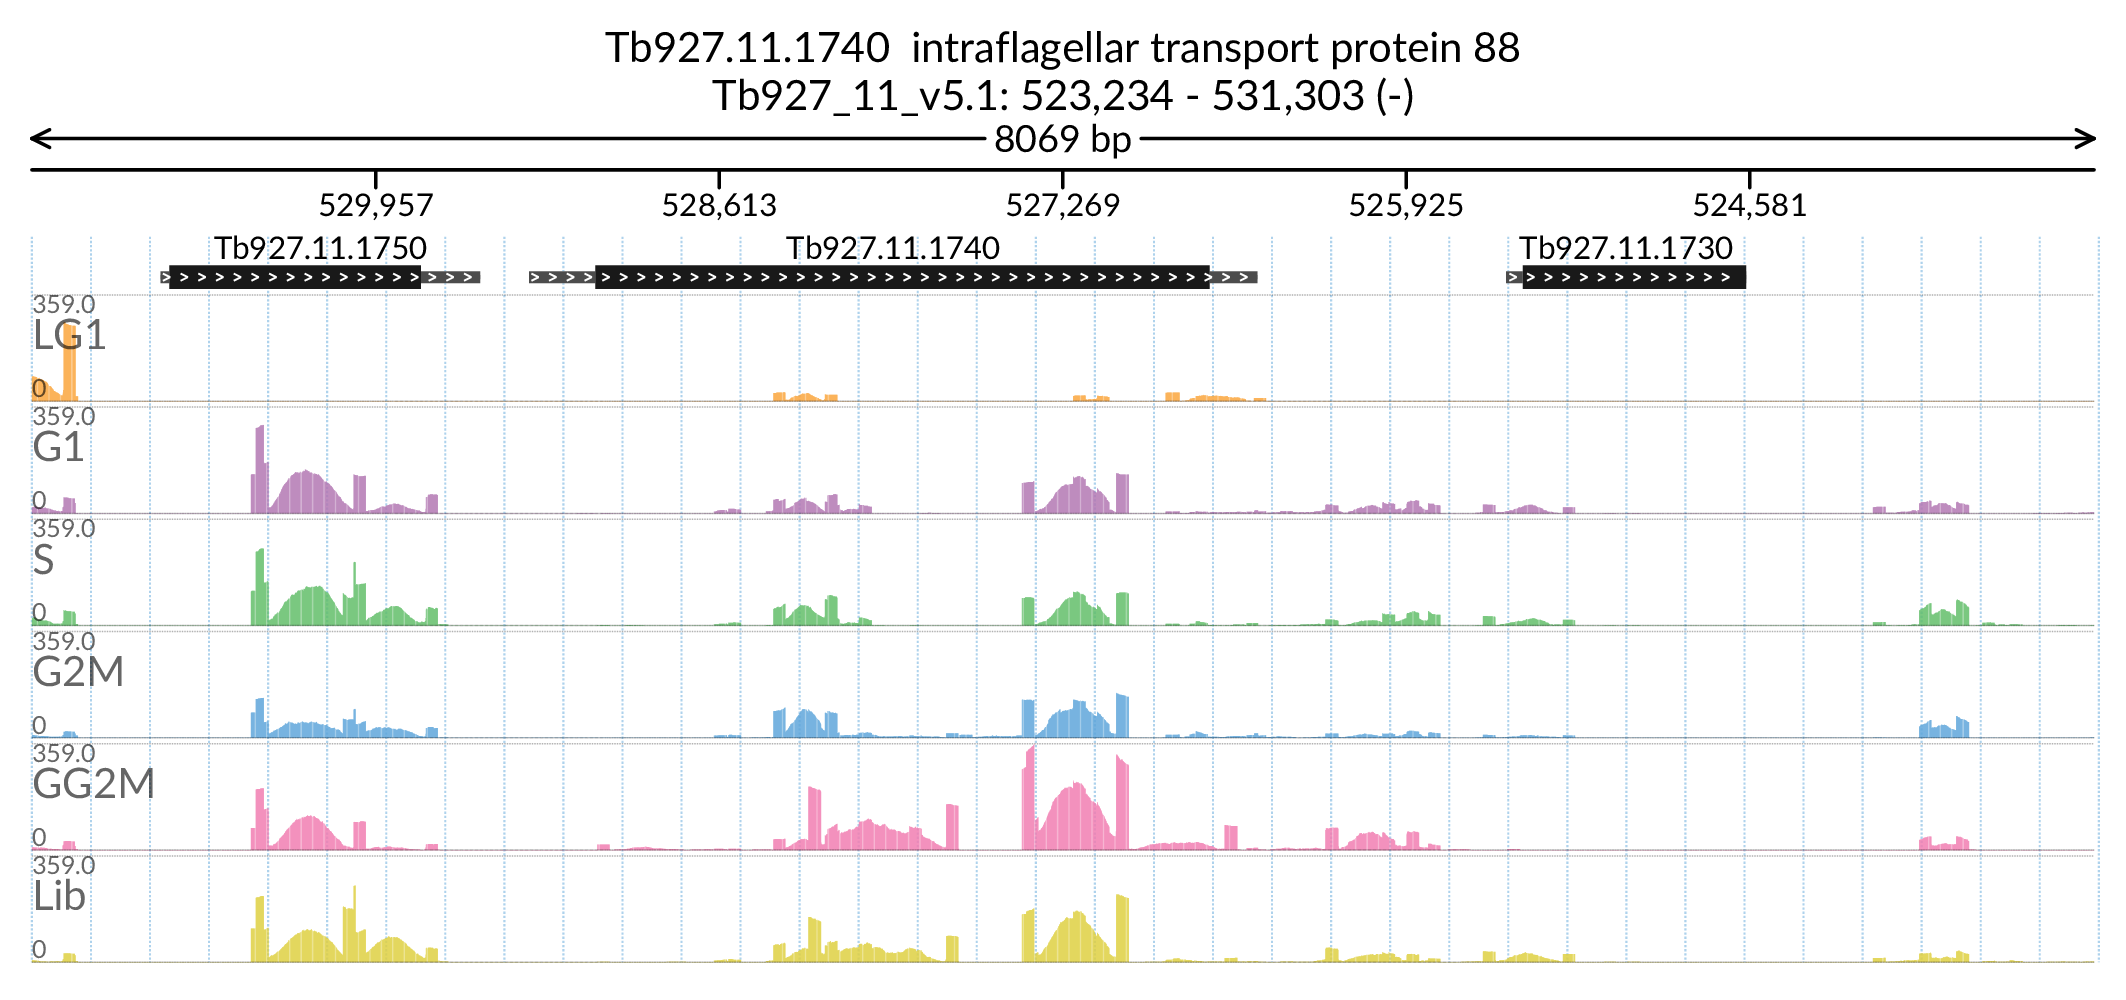 Tb927.11.1740 intraflagellar transport protein 88
Tb927_11_v5.1: 523,234 - 531,303 (-)
8069 bp
529,957 528,613 527,269 525,925 524,581
Tb927.11.1750 Tb927.11.1740 Tb927.11.1730
359.0
LG1
0
359.0
G1
0
359.0
S
0
359.0
G2M
0
359.0
GG2M
0
359.0
Lib
0